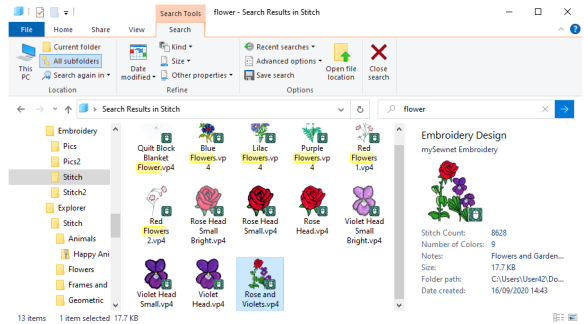 Search Tools
flower - Search Results in Stitch
File
Home
Share
View
Search
This
PC
Current folder
All subfolders
Search again in
Location
Date
modified
Kind
Size
Other properties
Refine
Recent searches
Advanced options
Save search
Open file
location
Options
Close
search
Search Results in Stitch
flower
Embroidery
Pics
Pics2
Stitch
Stitch2
Explorer
Stitch
Animals
Happy Ani
Flowers
Frames and
Geometric
Quilt Block
Blanket
Flower.vp4
Blue
Flowers.vp
4
Lilac
Flowers.vp
4
Purple
Flowers.vp
4
Red
Flowers
1.vp4
Red
Flowers
2.vp4
Rose Head
Small
Bright.vp4
Rose Head
Small.vp4
Rose
Head.vp4
Violet Head
Small
Bright.vp4
Violet Head
Small.vp4
Violet
Head.vp4
Rose and
Violets.vp4
Embroidery Design
mySewnet Embroidery
Stitch Count: 8628
Number of Colors: 9
Notes: Flowers and Garden...
Size: 17.7 KB
Folder path: C:\Users\User42\Do...
Date created: 16/09/2020 14:43
13 items 1 item selected 17.7 KB